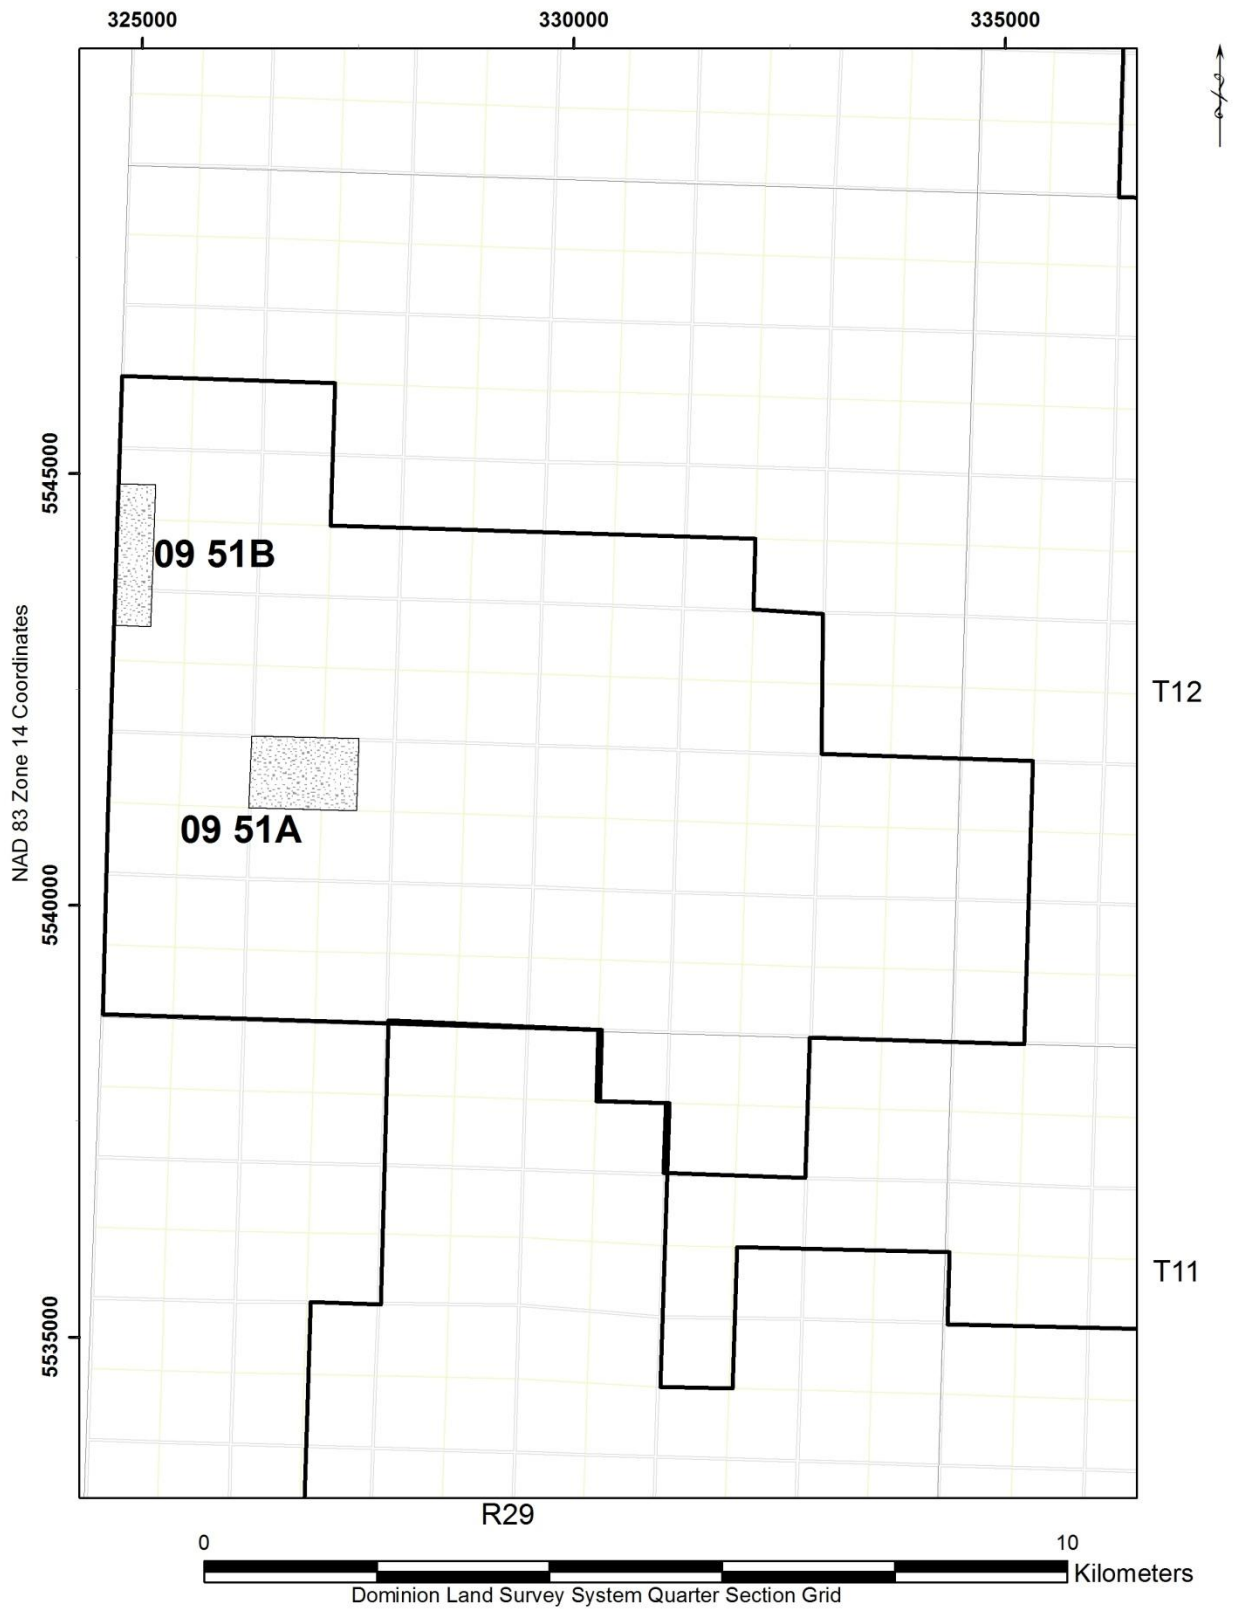 325000 330000 335000
5545000
09 51B
NAD 83 Zone 14 Coordinates
T12
09 51A
5540000
T11
5535000
R29
0 10
Kilometers
Dominion Land Survey System Quarter Section Grid